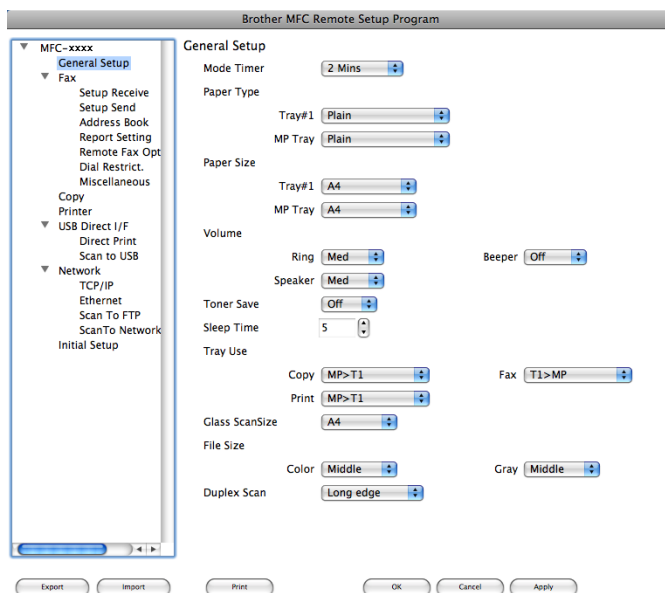 Brother MFC Remote Setup Program
MFC-xxxx
General Setup
Fax
Setup Receive
Setup Send
Address Book
Report Setting
Remote Fax Opt
Dial Restrict.
Miscellaneous
Copy
Printer
USB Direct I/F
Direct Print
Scan to USB
Network
TCP/IP
Ethernet
Scan To FTP
ScanTo Network
Initial Setup
General Setup
Mode Timer 2 Mins
Paper Type
Tray#1 Plain
MP Tray Plain
Paper Size
Tray#1 A4
MP Tray A4
Volume
Ring Med Beeper Off
Speaker Med
Toner Save Off
Sleep Time 5
Tray Use
Copy MP>T1 Fax T1>MP
Print MP>T1
Glass ScanSize A4
File Size
Color Middle Gray Middle
Duplex Scan Long edge
Export Import Print OK Cancel Apply